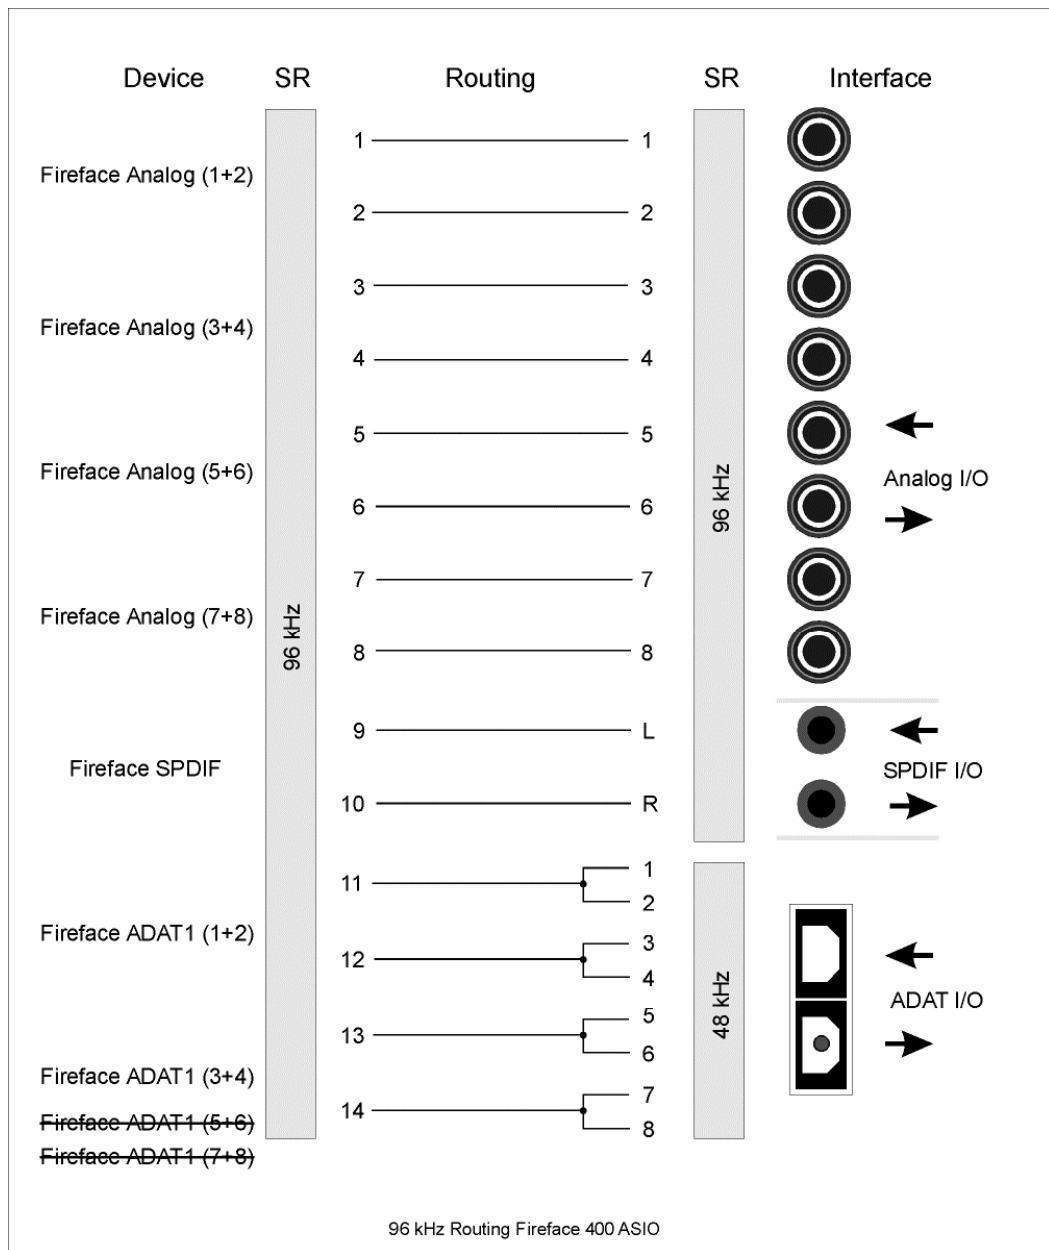 Device SR Routing SR Interface
1 1
Fireface Analog (1+2)
2 2
3 3
Fireface Analog (3+4)
4 4
5 5
Fireface Analog (5+6) Analog I/O
6 6
96 kHz
7 7
Fireface Analog (7+8)
96 kHz
8 8
9 L
Fireface SPDIF SPDIF I/O
10 R
11 1
2
Fireface ADAT1 (1+2)
12 3
4
48 kHz
ADAT I/O
13 5
6
Fireface ADAT1 (3+4)
14 7
Fireface ADAT1 (5+6)
8
Fireface ADAT1 (7+8)
96 kHz Routing Fireface 400 ASIO